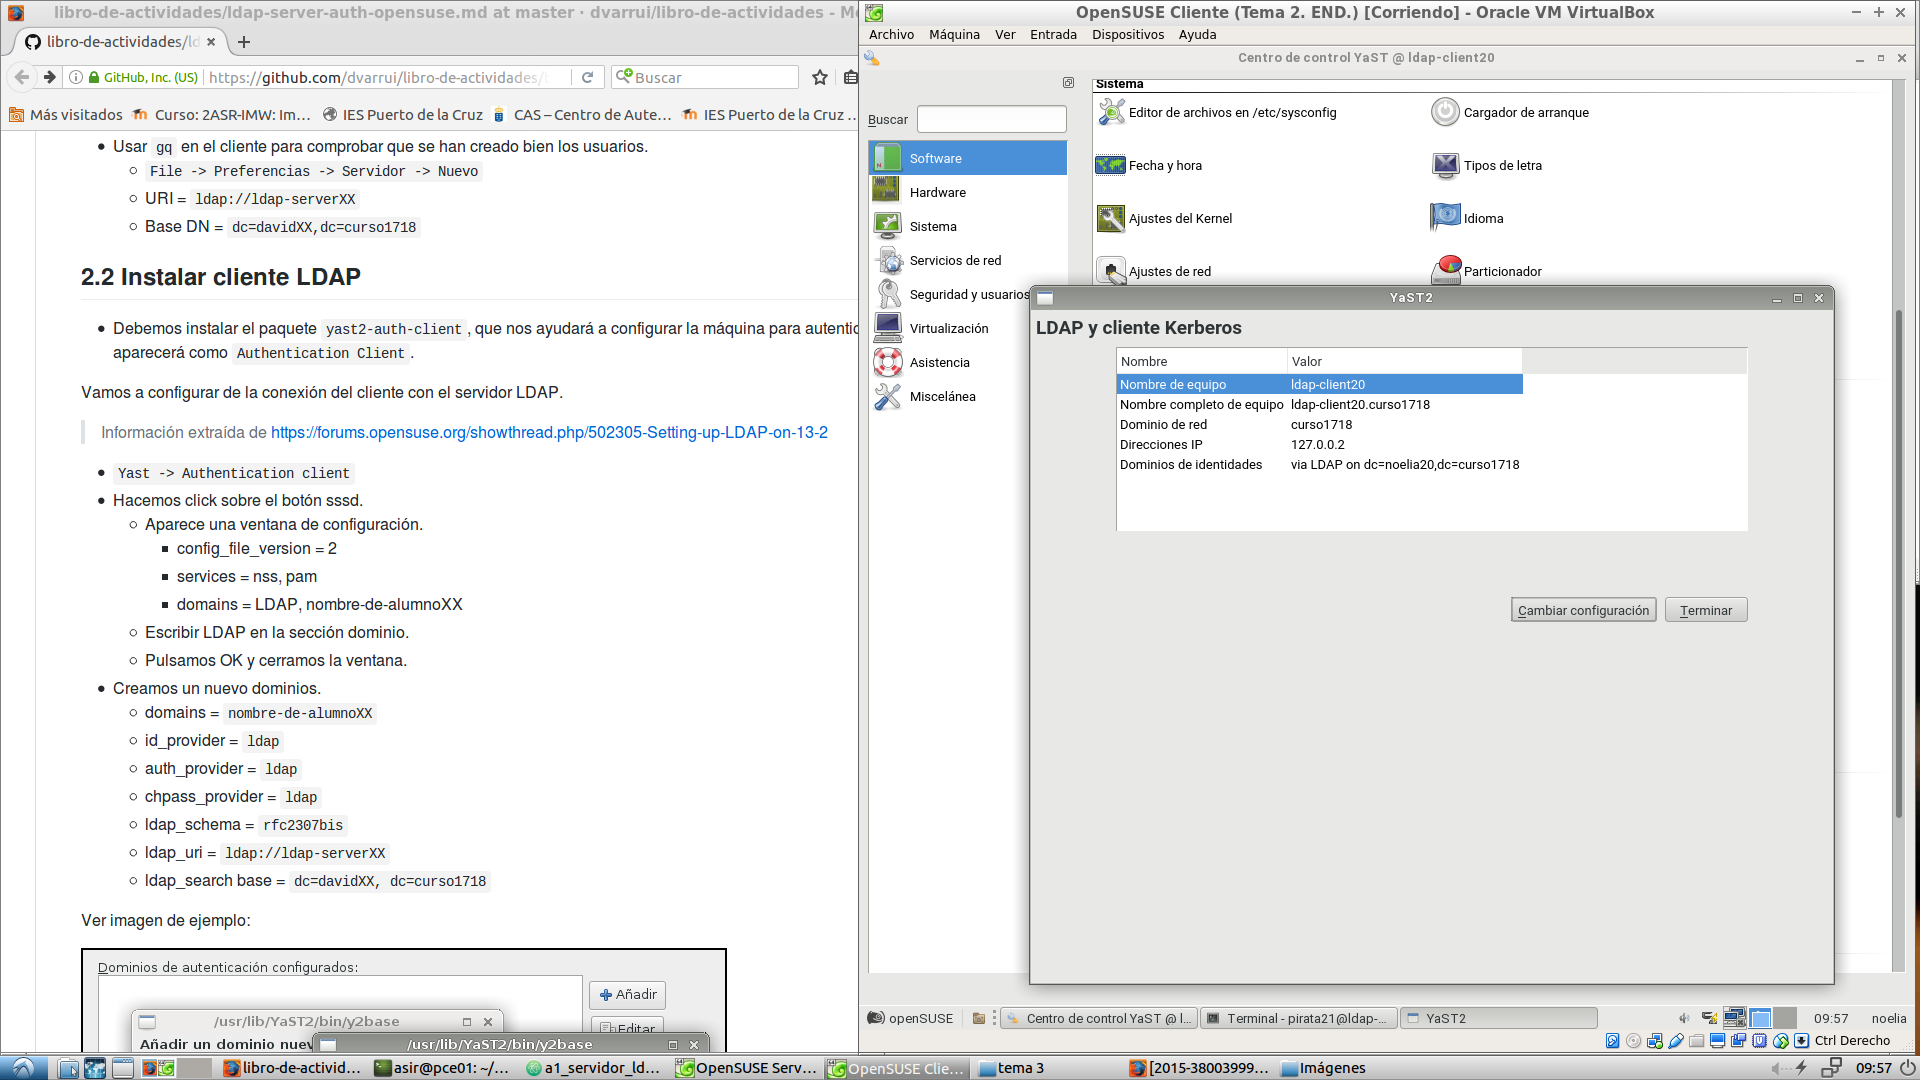 libro-de-actividades/ldap-server-auth-opensuse.md at master · dvarrui/libro-de-actividades - Mo
libro-de-actividades/ld
GitHub, Inc. (US)
https://github.com/dvarrui/libro-de-actividades/
Buscar
Más visitados
Curso: 2ASR-IMW: Im...
IES Puerto de la Cruz
CAS – Centro de Aute...
IES Puerto de la Cruz ...
Usar gq en el cliente para comprobar que se han creado bien los usuarios.
File -> Preferencias -> Servidor -> Nuevo
URI = ldap://ldap-serverXX
Base DN = dc=davidXX,dc=curso1718
2.2 Instalar cliente LDAP
Debemos instalar el paquete yast2-auth-client, que nos ayudará a configurar la máquina para autentic
aparecerá como Authentication Client.
Vamos a configurar de la conexión del cliente con el servidor LDAP.
Información extraída de https://forums.opensuse.org/showthread.php/502305-Setting-up-LDAP-on-13-2
Yast -> Authentication client
Hacemos click sobre el botón sssd.
Aparece una ventana de configuración.
config_file_version = 2
services = nss, pam
domains = LDAP, nombre-de-alumnoXX
Escribir LDAP en la sección dominio.
Pulsamos OK y cerramos la ventana.
Creamos un nuevo dominios.
domains = nombre-de-alumnoXX
id_provider = ldap
auth_provider = ldap
chpass_provider = ldap
ldap_schema = rfc2307bis
ldap_uri = ldap://ldap-serverXX
ldap_search base = dc=davidXX, dc=curso1718
Ver imagen de ejemplo:
Dominios de autenticación configurados:
Añadir
Editar
/usr/lib/YaST2/bin/y2base
Añadir un dominio nuev
/usr/lib/YaST2/bin/y2base
OpenSUSE Cliente (Tema 2. END.) [Corriendo] - Oracle VM VirtualBox
Archivo Máquina Ver Entrada Dispositivos Ayuda
Centro de control YaST @ ldap-client20
Buscar
Software
Hardware
Sistema
Servicios de red
Seguridad y usuarios
Virtualización
Asistencia
Miscelánea
Sistema
Editor de archivos en /etc/sysconfig
Cargador de arranque
Fecha y hora
Tipos de letra
Ajustes del Kernel
Idioma
Ajustes de red
Particionador
YaST2
LDAP y cliente Kerberos
Nombre Valor
Nombre de equipo ldap-client20
Nombre completo de equipo ldap-client20.curso1718
Dominio de red curso1718
Direcciones IP 127.0.0.2
Dominios de identidades via LDAP on dc=noelia20,dc=curso1718
Cambiar configuración
Terminar
openSUSE
Centro de control YaST @ l...
Terminal - pirata21@ldap-...
YaST2
09:57
noelia
Ctrl Derecho
libro-de-activid...
asir@pce01: ~/...
a1_servidor_ld...
OpenSUSE Serv...
OpenSUSE Clie...
tema 3
[2015-38003999...
Imágenes
09:57